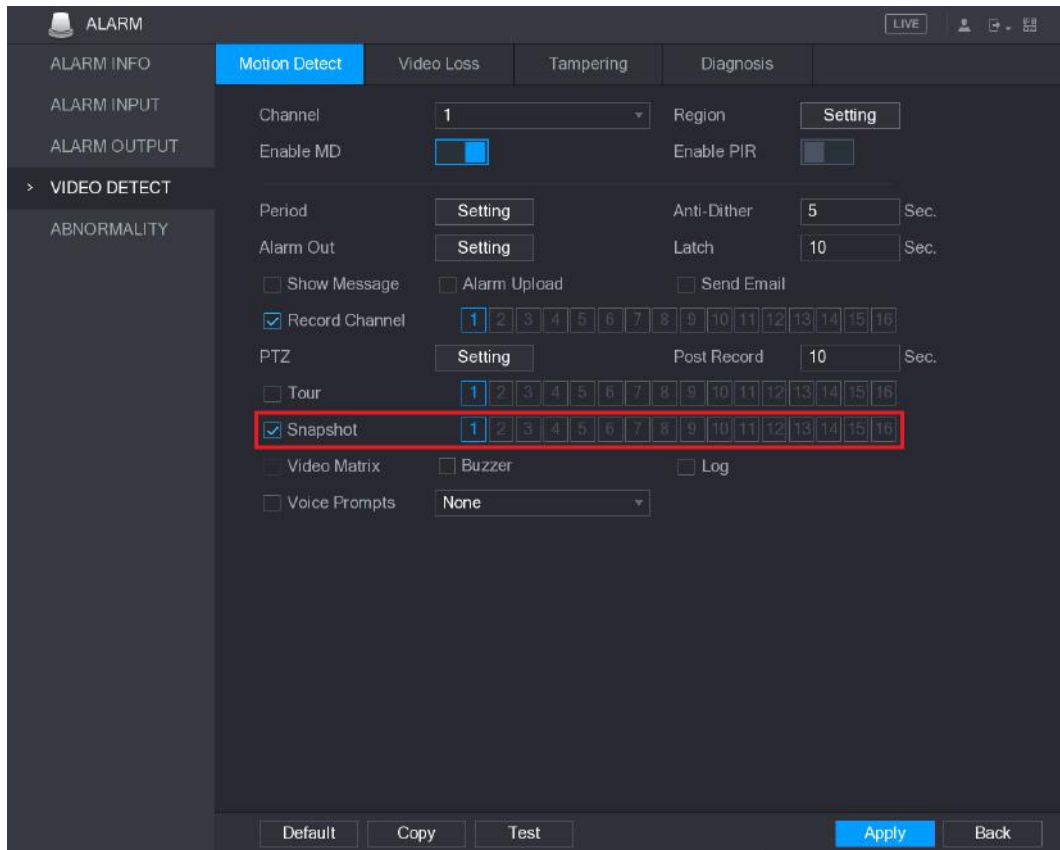 ALARM
LIVE
ALARM INFO
ALARM INPUT
ALARM OUTPUT
> VIDEO DETECT
ABNORMALITY
Motion Detect Video Loss Tampering Diagnosis
Channel 1 Region Setting
Enable MD Enable PIR
Period Setting Anti-Dither 5 Sec.
Alarm Out Setting Latch 10 Sec.
Show Message Alarm Upload Send Email
Record Channel 1 2 3 4 5 6 7 8 9 10 11 12 13 14 15 16
PTZ Setting Post Record 10 Sec.
Tour 1 2 3 4 5 6 7 8 9 10 11 12 13 14 15 16
Snapshot 1 2 3 4 5 6 7 8 9 10 11 12 13 14 15 16
Video Matrix Buzzer Log
Voice Prompts None
Default Copy Test Apply Back